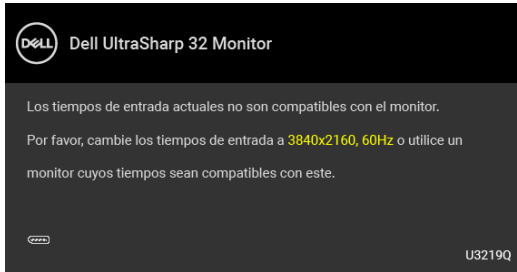 DELL Dell UltraSharp 32 Monitor
Los tiempos de entrada actuales no son compatibles con el monitor.
Por favor, cambie los tiempos de entrada a 3840x2160, 60Hz o utilice un
monitor cuyos tiempos sean compatibles con este.
U3219Q